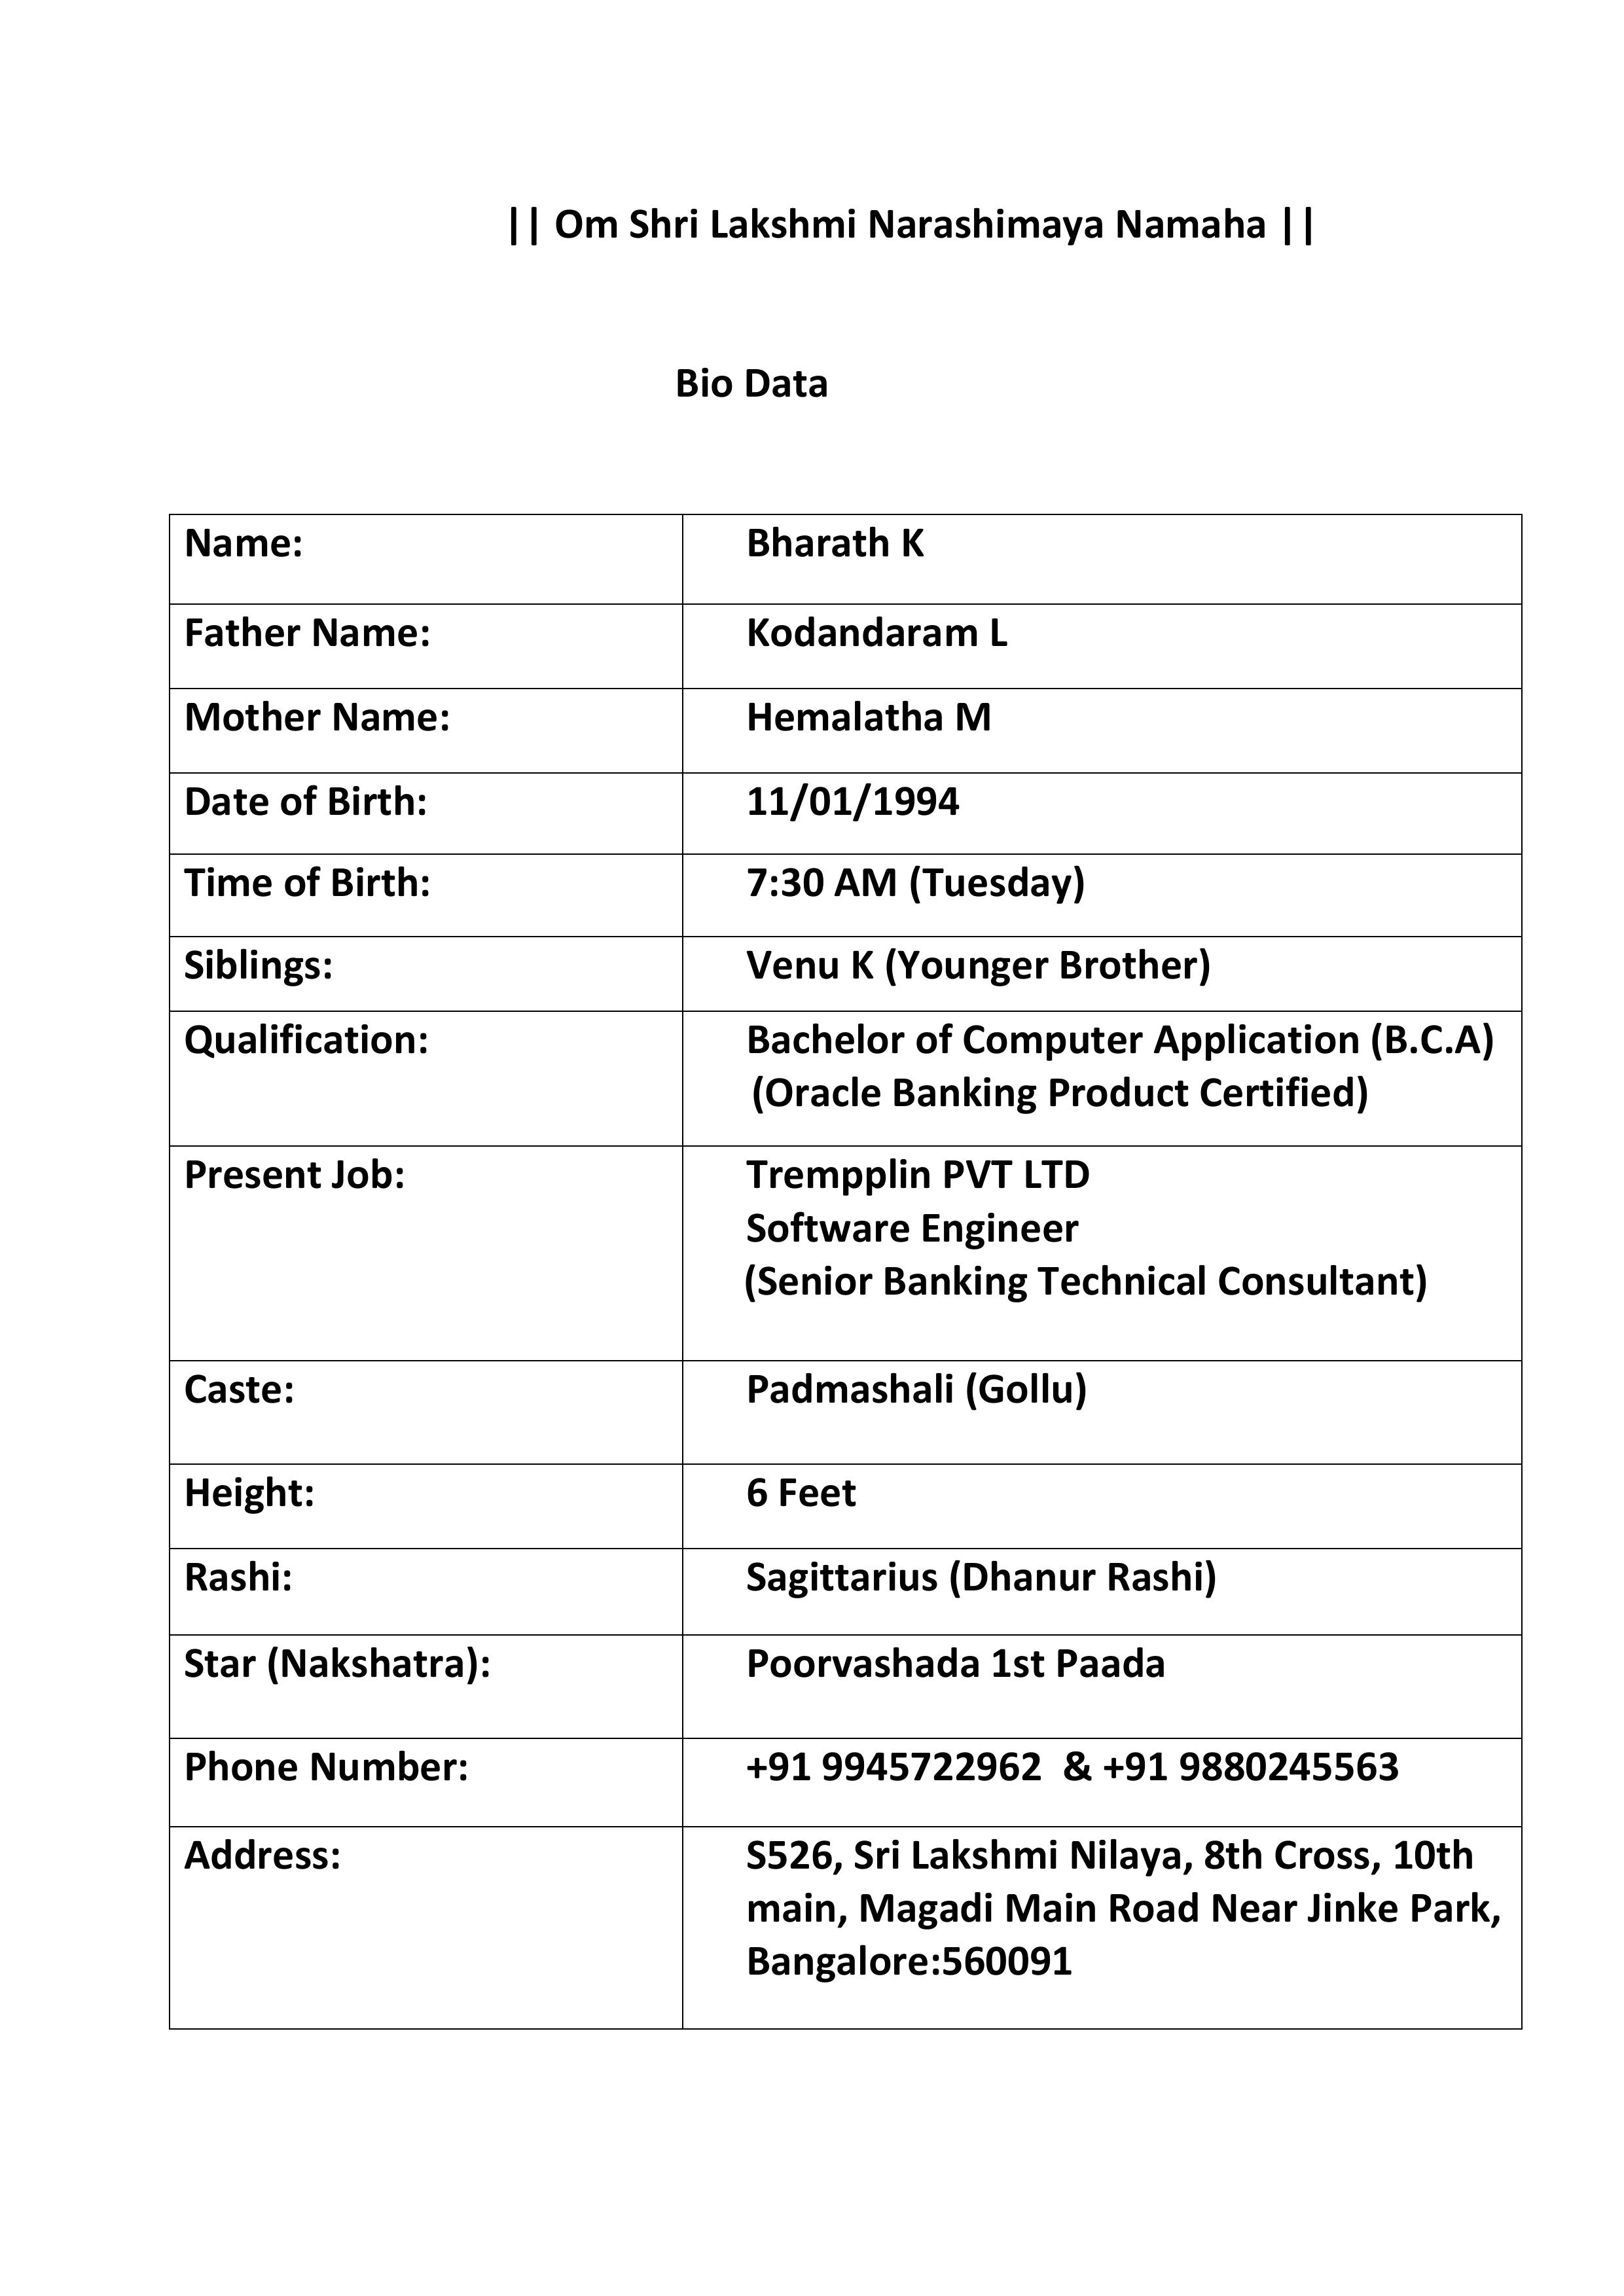 || Om Shri Lakshmi Narashimaya Namaha ||
Bio Data
Name: Bharath K
Father Name: Kodandaram L
Mother Name: Hemalatha M
Date of Birth: 11/01/1994
Time of Birth: 7:30 AM (Tuesday)
Siblings: Venu K (Younger Brother)
Qualification: Bachelor of Computer Application (B.C.A)
(Oracle Banking Product Certified)
Present Job: Trempplin PVT LTD
Software Engineer
(Senior Banking Technical Consultant)
Caste: Padmashali (Gollu)
Height: 6 Feet
Rashi: Sagittarius (Dhanur Rashi)
Star (Nakshatra): Poorvashada 1st Paada
Phone Number: +91 9945722962 & +91 9880245563
Address: S526, Sri Lakshmi Nilaya, 8th Cross, 10th
main, Magadi Main Road Near Jinke Park,
Bangalore:560091